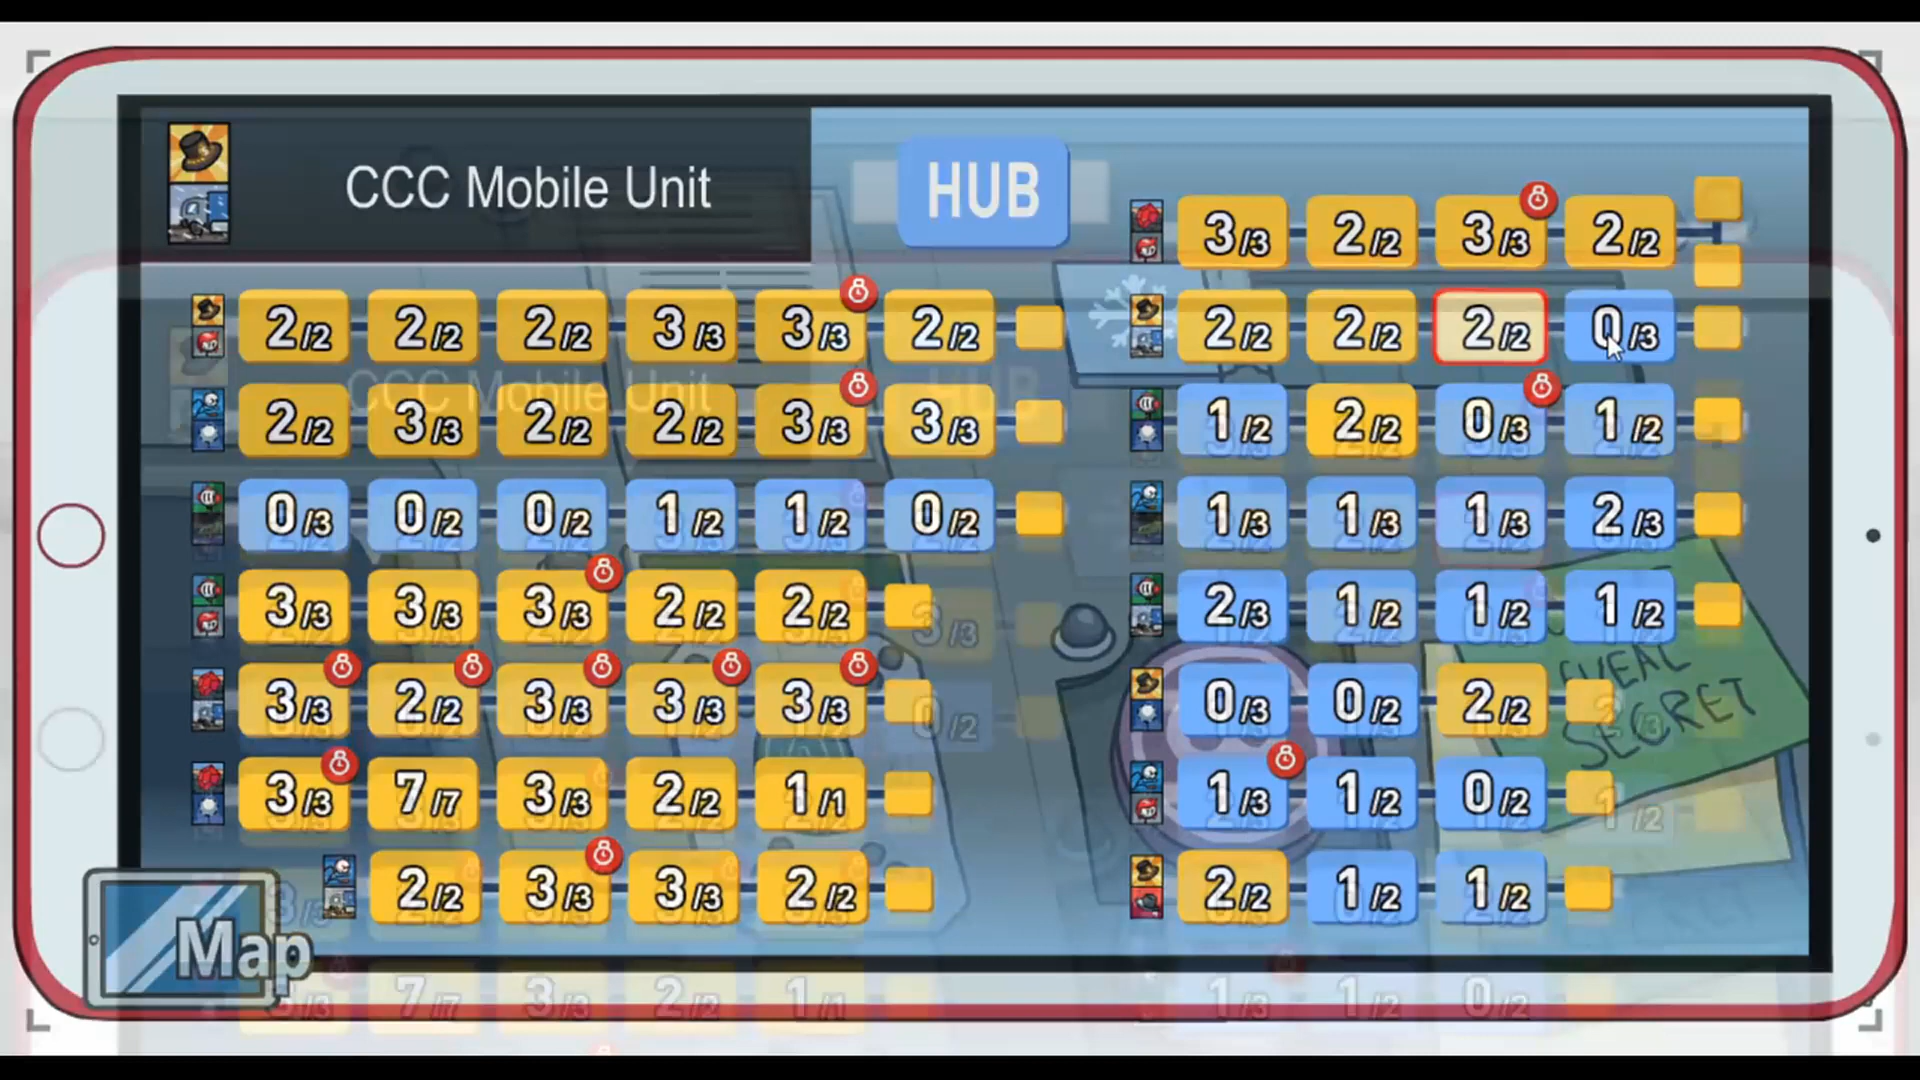 CCC Mobile Unit
HUB
3/3 2/2 3/3 2/2
2/2 2/2 2/2 3/3 3/3 2/2
2/2 2/2 2/2 0/3
2/2 3/3 2/2 2/2 3/3 3/3
1/2 2/2 0/3 1/2
0/3 0/2 0/2 1/2 1/2 0/2
1/3 1/3 1/3 2/3
3/3 3/3 3/3 2/2 2/2
2/3 1/2 1/2 1/2
3/3 2/2 3/3 3/3 3/3
0/3 0/2 2/2
3/3 7/7 3/3 2/2 1/1
1/3 1/2 0/2
2/2 3/3 3/3 2/2
2/2 1/2 1/2
SECRET
Map